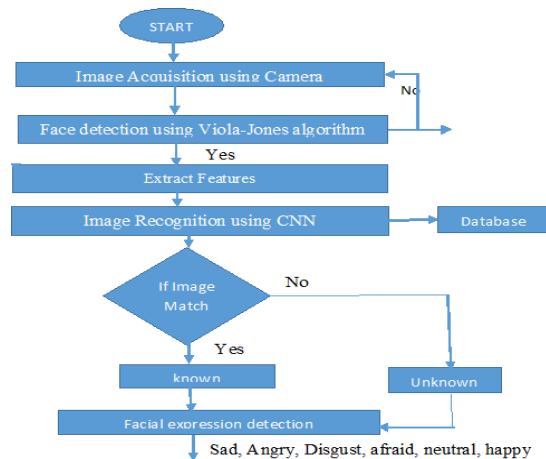 START
Image Acquisition using Camera
No
Face detection using Viola-Jones algorithm
Yes
Extract Features
Image Recognition using CNN
Database
If Image
Match
No
Yes
known
Unknown
Facial expression detection
Sad, Angry, Disgust, afraid, neutral, happy